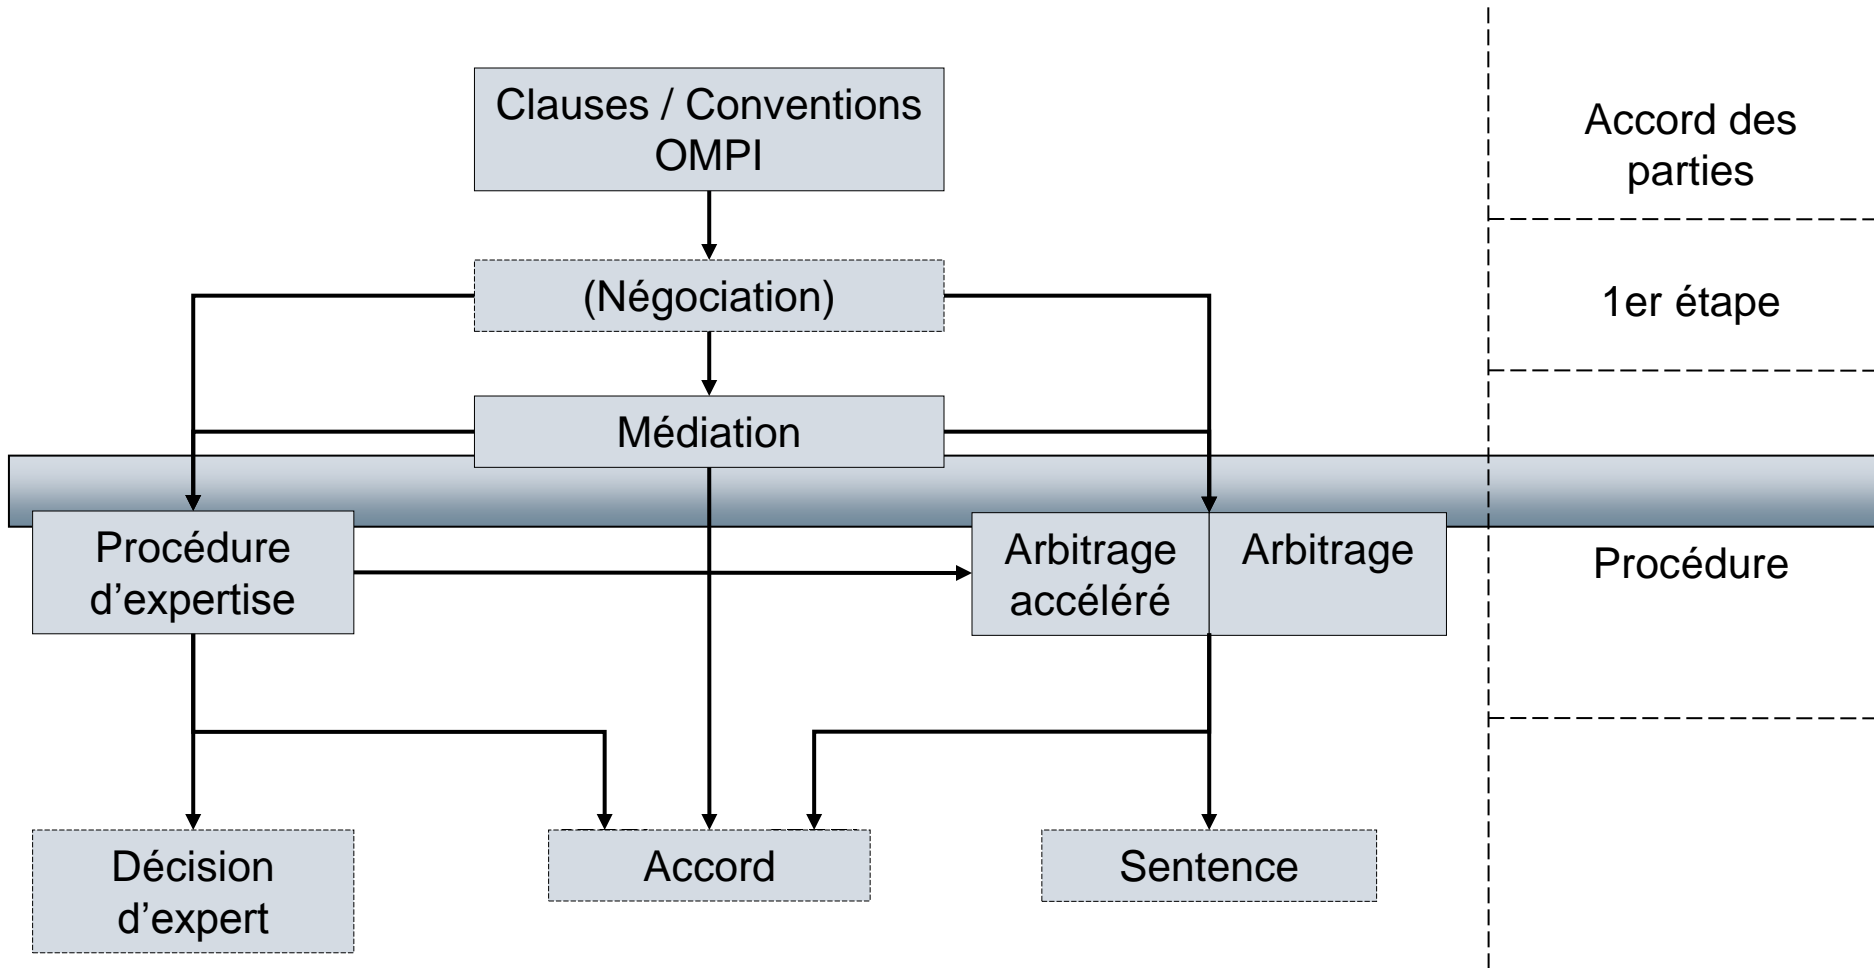 Clauses / Conventions
OMPI
Accord des
parties
(Négociation)
1er étape
Médiation
Procédure
d’expertise
Arbitrage
accéléré
Arbitrage
Procédure
Décision
d’expert
Accord
Sentence